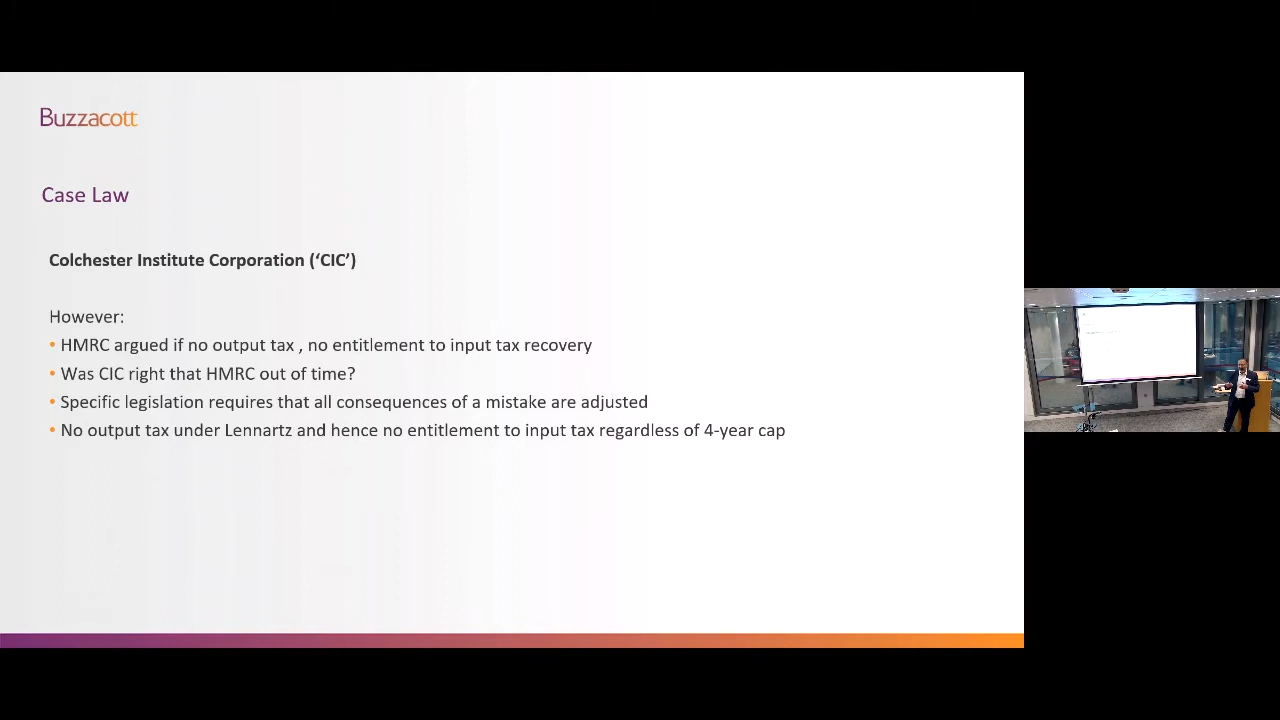 Buzzacott
Case Law
Colchester Institute Corporation (‘CIC’)
However:
• HMRC argued if no output tax , no entitlement to input tax recovery
• Was CIC right that HMRC out of time?
• Specific legislation requires that all consequences of a mistake are adjusted
• No output tax under Lennartz and hence no entitlement to input tax regardless of 4-year cap